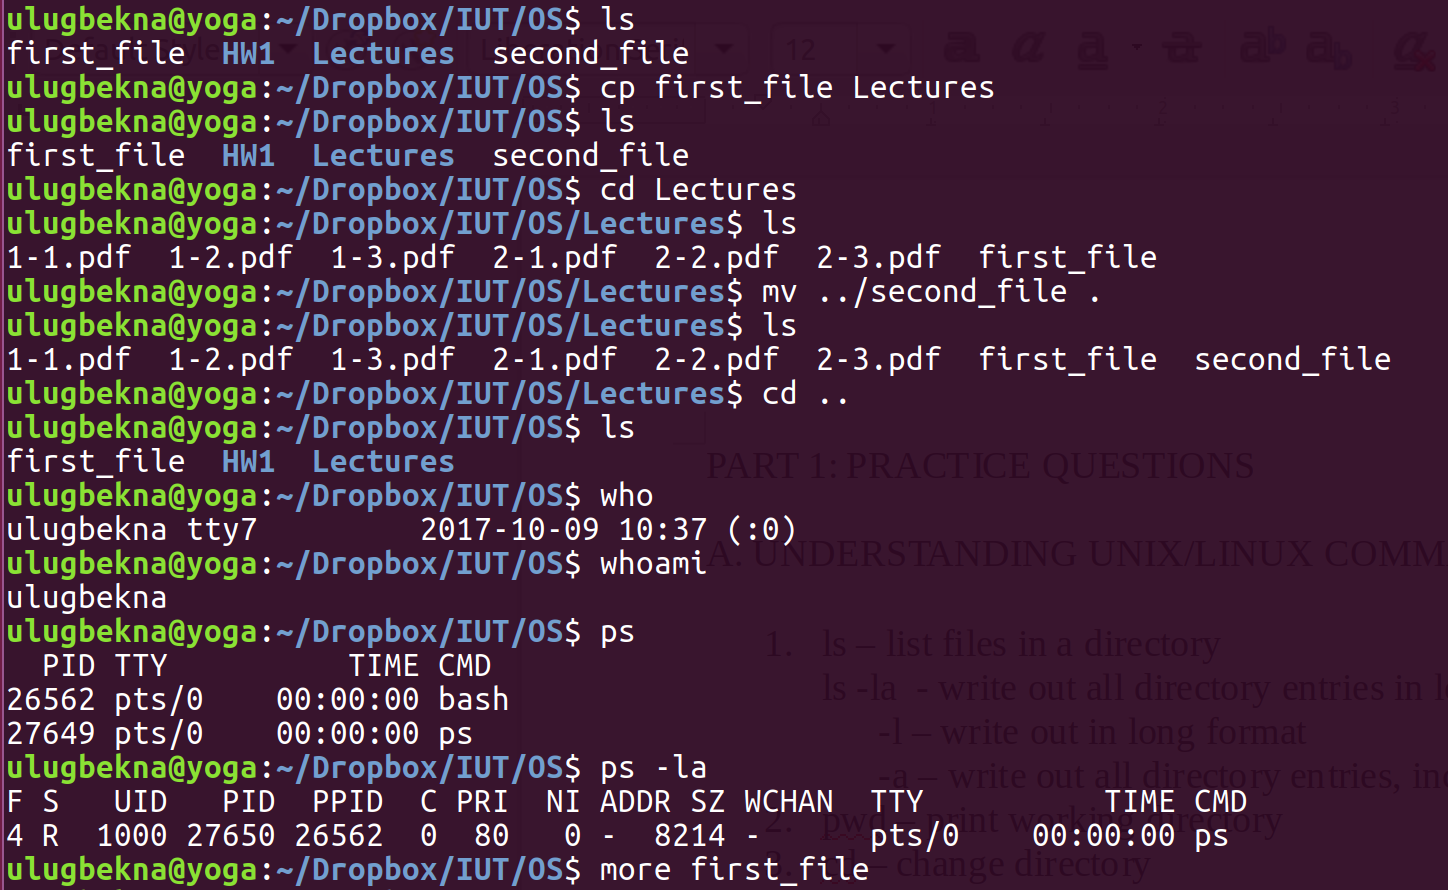 ulugbekna@yoga:~/Dropbox/IUT/OS$ ls
first_file  HW1  Lectures  second_file
ulugbekna@yoga:~/Dropbox/IUT/OS$ cp first_file Lectures
ulugbekna@yoga:~/Dropbox/IUT/OS$ ls
first_file  HW1  Lectures  second_file
ulugbekna@yoga:~/Dropbox/IUT/OS$ cd Lectures
ulugbekna@yoga:~/Dropbox/IUT/OS/Lectures$ ls
1-1.pdf  1-2.pdf  1-3.pdf  2-1.pdf  2-2.pdf  2-3.pdf  first_file
ulugbekna@yoga:~/Dropbox/IUT/OS/Lectures$ mv ../second_file .
ulugbekna@yoga:~/Dropbox/IUT/OS/Lectures$ ls
1-1.pdf  1-2.pdf  1-3.pdf  2-1.pdf  2-2.pdf  2-3.pdf  first_file  second_file
ulugbekna@yoga:~/Dropbox/IUT/OS/Lectures$ cd ..
ulugbekna@yoga:~/Dropbox/IUT/OS$ ls
first_file  HW1  Lectures
ulugbekna@yoga:~/Dropbox/IUT/OS$ who
ulugbekna tty7         2017-10-09 10:37 (:0)
ulugbekna@yoga:~/Dropbox/IUT/OS$ whoami
ulugbekna
ulugbekna@yoga:~/Dropbox/IUT/OS$ ps
  PID TTY          TIME CMD
26562 pts/0    00:00:00 bash
27649 pts/0    00:00:00 ps
ulugbekna@yoga:~/Dropbox/IUT/OS$ ps -la
F S   UID   PID  PPID  C PRI  NI ADDR SZ WCHAN  TTY          TIME CMD
4 R  1000 27650 26562  0  80   0 -  8214 -      pts/0    00:00:00 ps
ulugbekna@yoga:~/Dropbox/IUT/OS$ more first_file
12
PART 1: PRACTICE QUESTIONS
A. UNDERSTANDING UNIX/LINUX COMM
1. ls – list files in a directory
ls -la - write out all directory entries in
-l – write out in long format
-a – write out all directory entries,
2. pwd – print working directory
– change directory